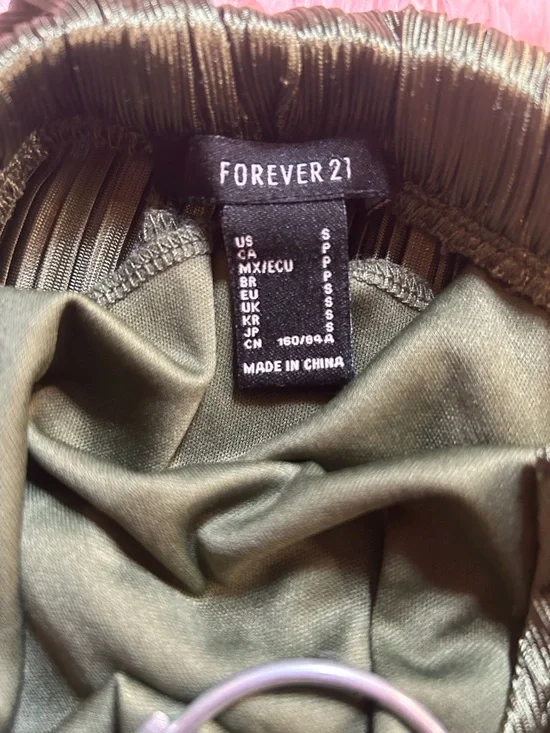 FOREVER 21
US S
CA P
MX/ECU P
BR P
EU S
UK S
KR S
JP S
CN 160/84A
MADE IN CHINA